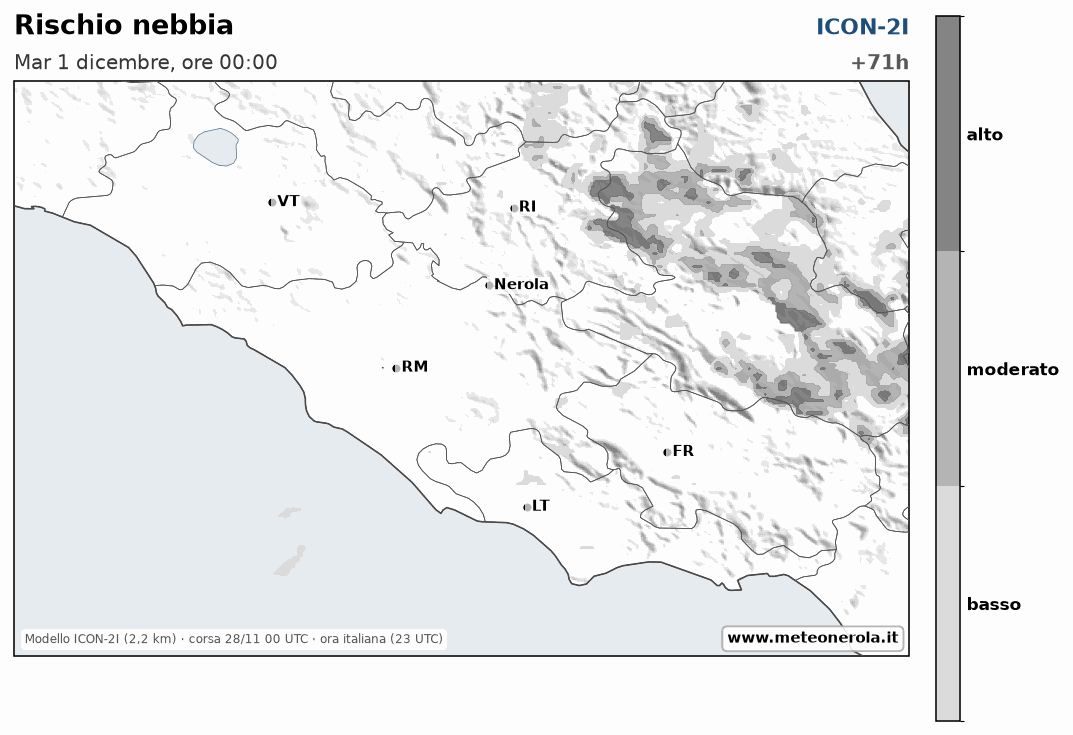 Rischio nebbia
ICON-2I
Mar 1 dicembre, ore 00:00
+71h
alto
VT
RI
Nerola
RM
moderato
FR
LT
basso
Modello ICON-2I (2,2 km) · corsa 28/11 00 UTC · ora italiana (23 UTC)
www.meteonerola.it